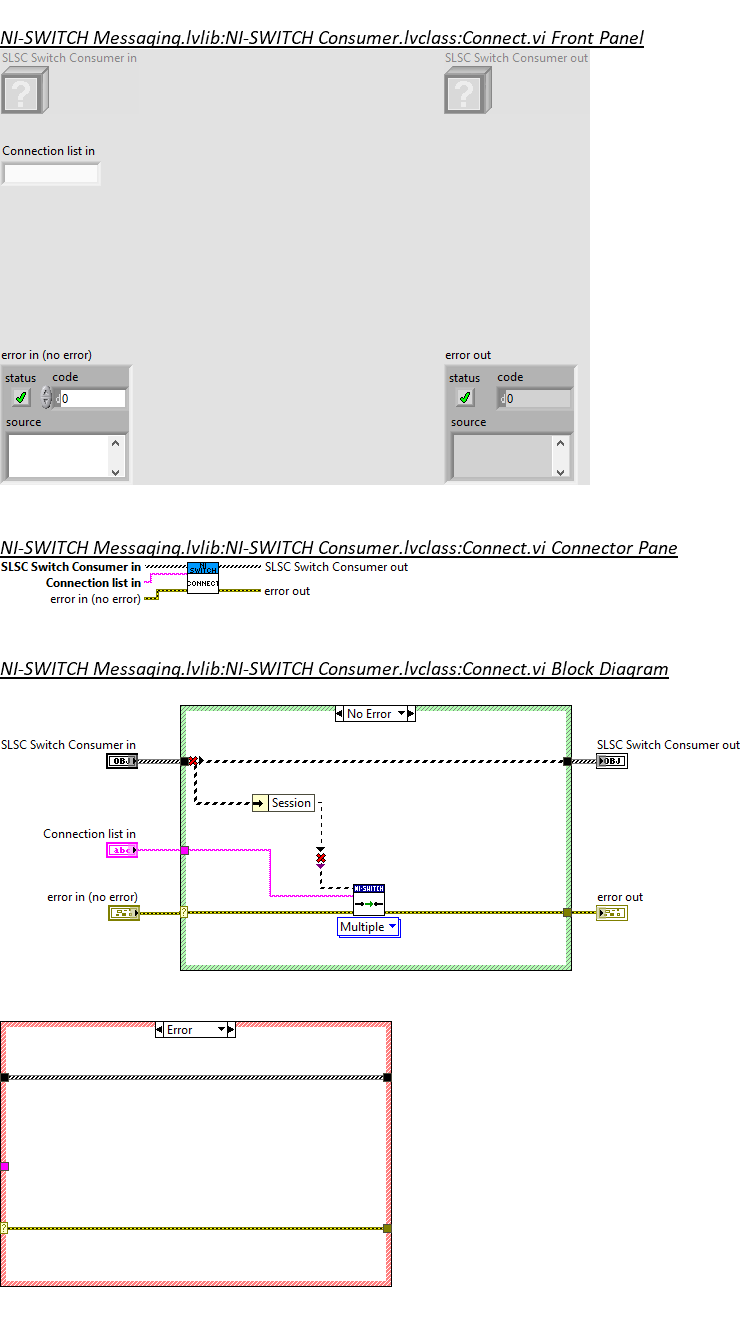 NI-SWITCH Messaging.lvlib:NI-SWITCH Consumer.lvclass:Connect.vi Front Panel
SLSC Switch Consumer in
SLSC Switch Consumer out
?
?
Connection list in
error in (no error)
error out
status code
status code
d 0
d 0
source
source
NI-SWITCH Messaging.lvlib:NI-SWITCH Consumer.lvclass:Connect.vi Connector Pane
SLSC Switch Consumer in
NI SWITCH
SLSC Switch Consumer out
Connection list in
CONNECT
error in (no error)
error out
NI-SWITCH Messaging.lvlib:NI-SWITCH Consumer.lvclass:Connect.vi Block Diagram
No Error
SLSC Switch Consumer in
SLSC Switch Consumer out
OBJ
OBJ
Session
Connection list in
abc
error in (no error)
NI-SWITCH
error out
?
Multiple
Error
?